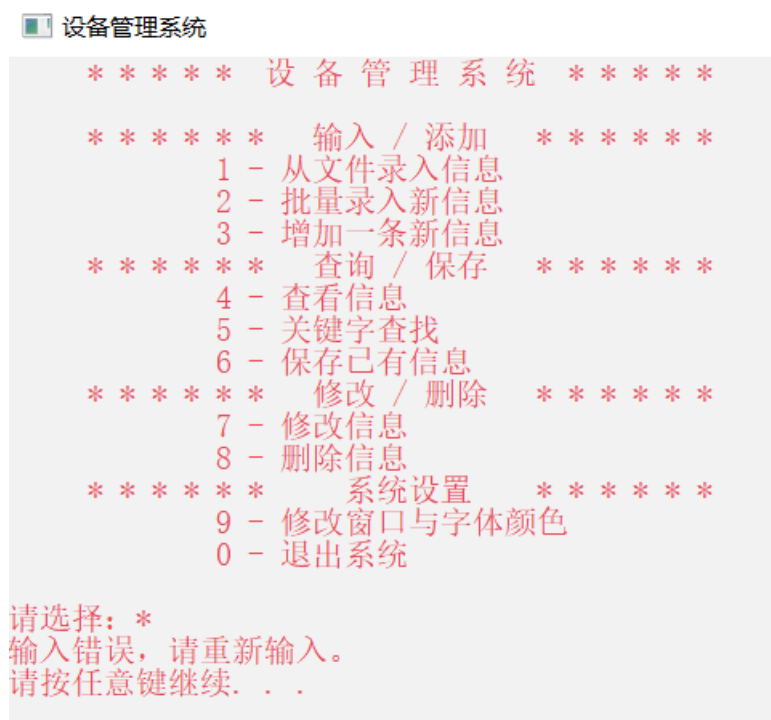 设备管理系统
* * * * * 设 备 管 理 系 统 * * * * *
* * * * * * 输入 / 添加 * * * * * *
1 - 从文件录入信息
2 - 批量录入新信息
3 - 增加一条新信息
* * * * * * 查询 / 保存 * * * * * *
4 - 查看信息
5 - 关键字查找
6 - 保存已有信息
* * * * * * 修改 / 删除 * * * * * *
7 - 修改信息
8 - 删除信息
* * * * * * 系统设置 * * * * * *
9 - 修改窗口与字体颜色
0 - 退出系统
请选择: *
输入错误，请重新输入。
请按任意键继续. . .